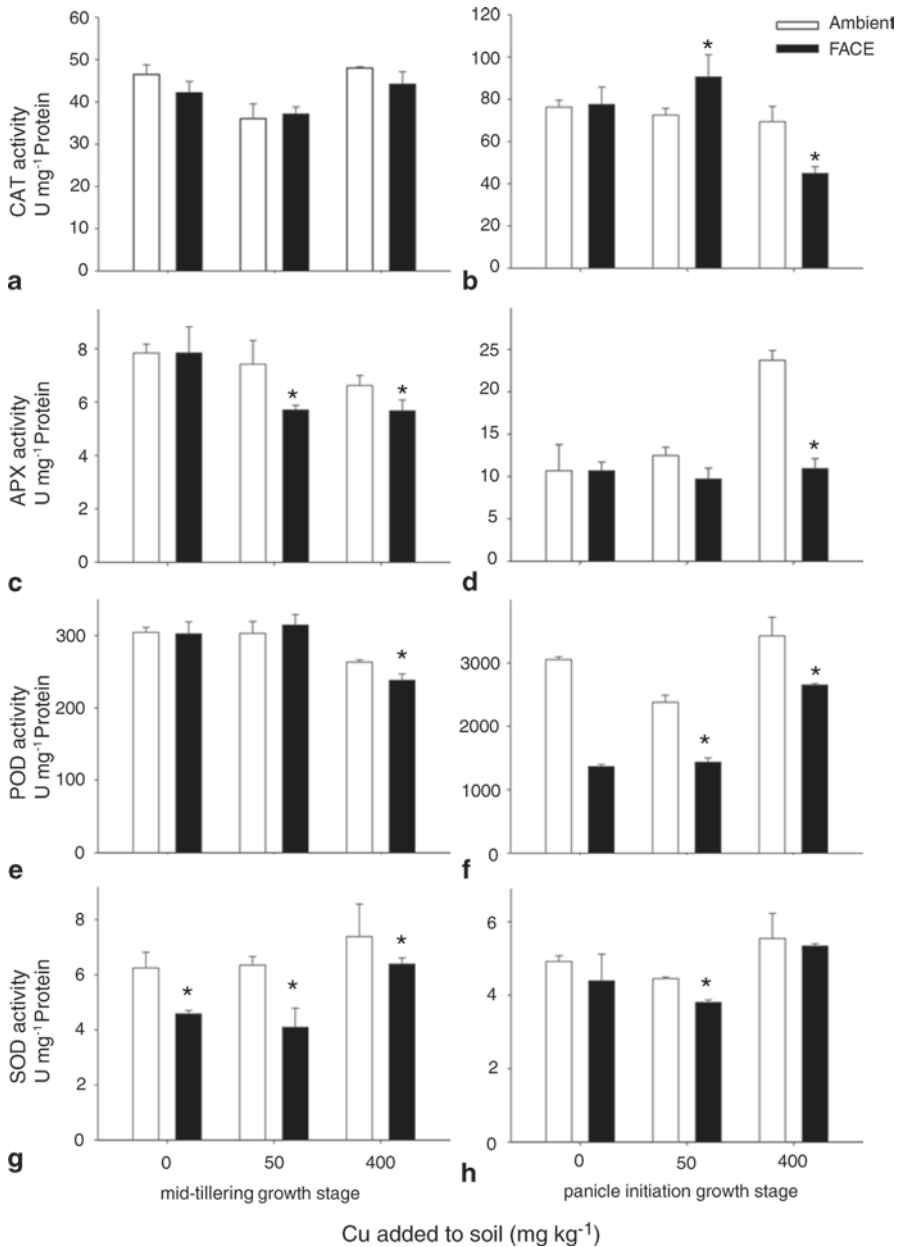 60
50
40
30
20
10
0
CAT activity
U mg-1 Protein
a
120
100
80
60
40
20
0
*
*
Ambient
FACE
b
8
6
4
2
0
APX activity
U mg-1 Protein
*
*
c
25
20
15
10
5
0
*
d
300
200
100
0
POD activity
U mg-1 Protein
*
e
3000
2000
1000
0
*
*
f
8
6
4
2
0
SOD activity
U mg-1 Protein
*
*
*
g
0 50 400
mid-tillering growth stage
6
4
2
0
*
h
0 50 400
panicle initiation growth stage
Cu added to soil (mg kg-1)